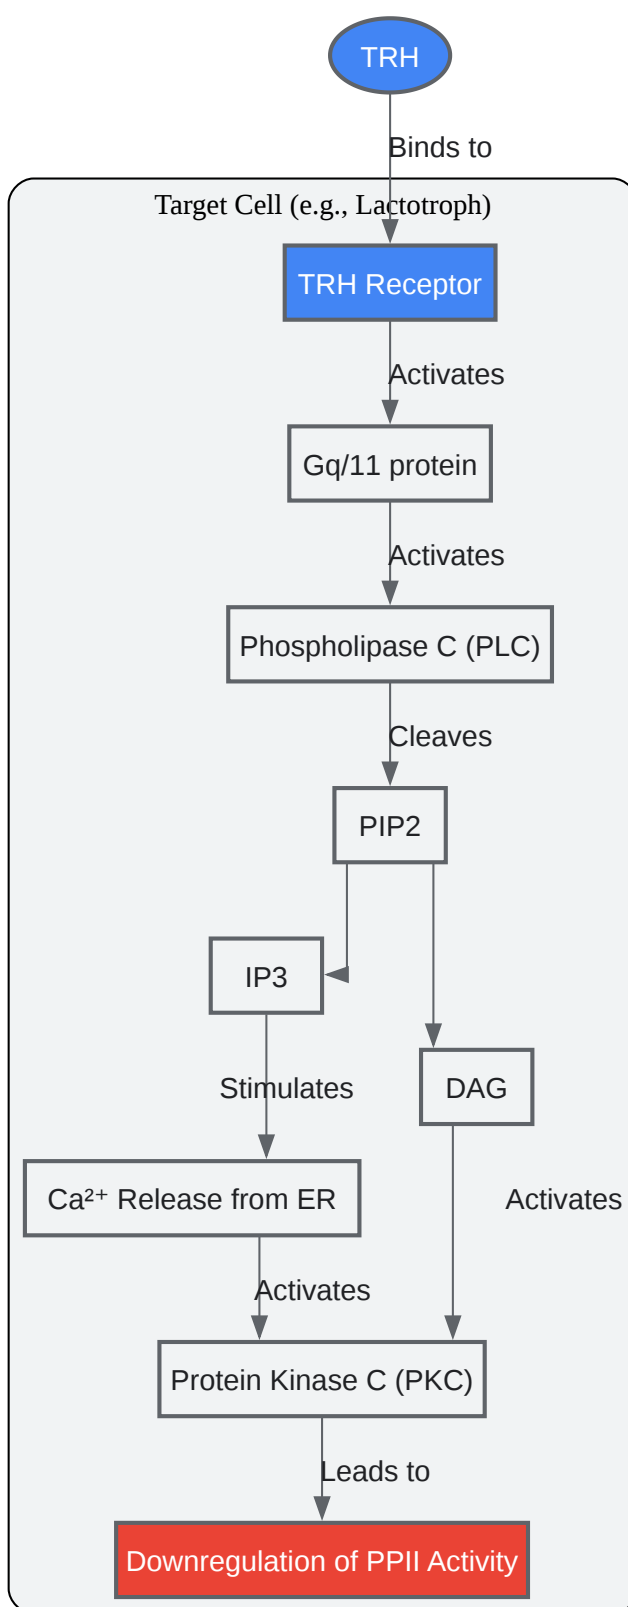 TRH
Binds to
Target Cell (e.g., Lactotroph)
TRH Receptor
Activates
Gq/11 protein
Activates
Phospholipase C (PLC)
Cleaves
PIP2
IP3
DAG
Stimulates
Ca²⁺ Release from ER
Activates
Activates
Protein Kinase C (PKC)
Leads to
Downregulation of PPII Activity